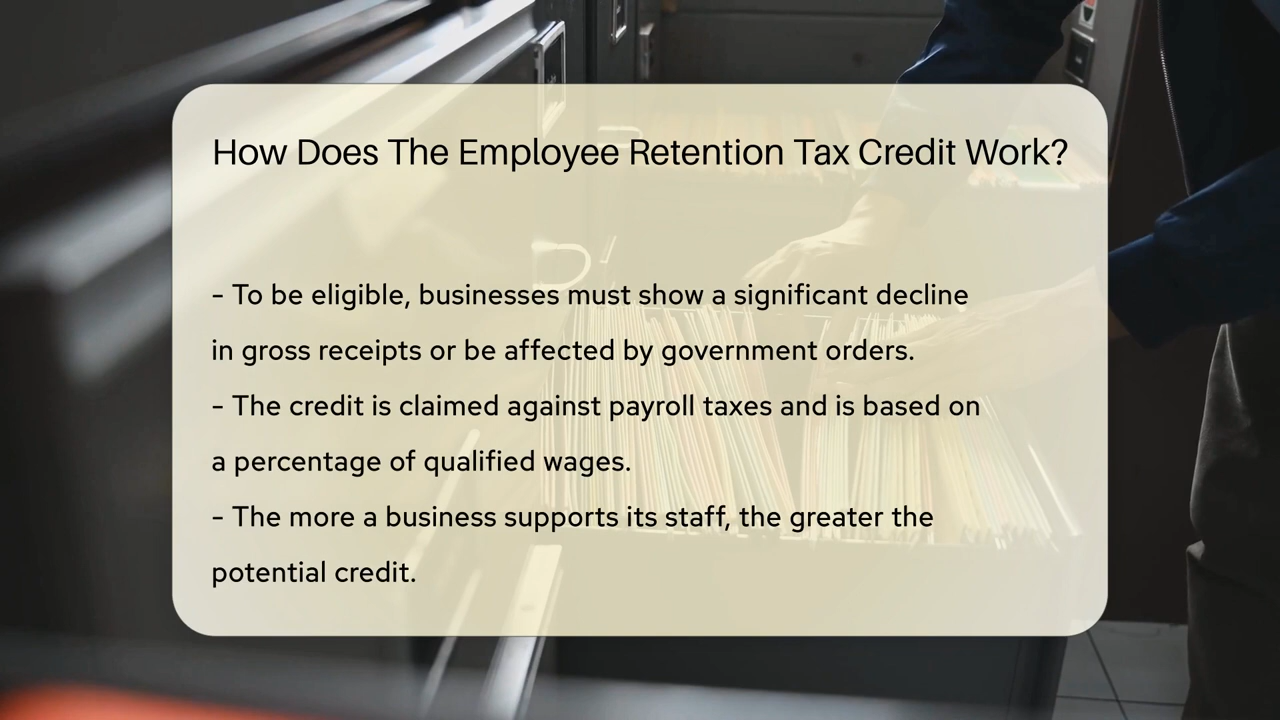 How Does The Employee Retention Tax Credit Work?
- To be eligible, businesses must show a significant decline
in gross receipts or be affected by government orders.
- The credit is claimed against payroll taxes and is based on
a percentage of qualified wages.
- The more a business supports its staff, the greater the
potential credit.